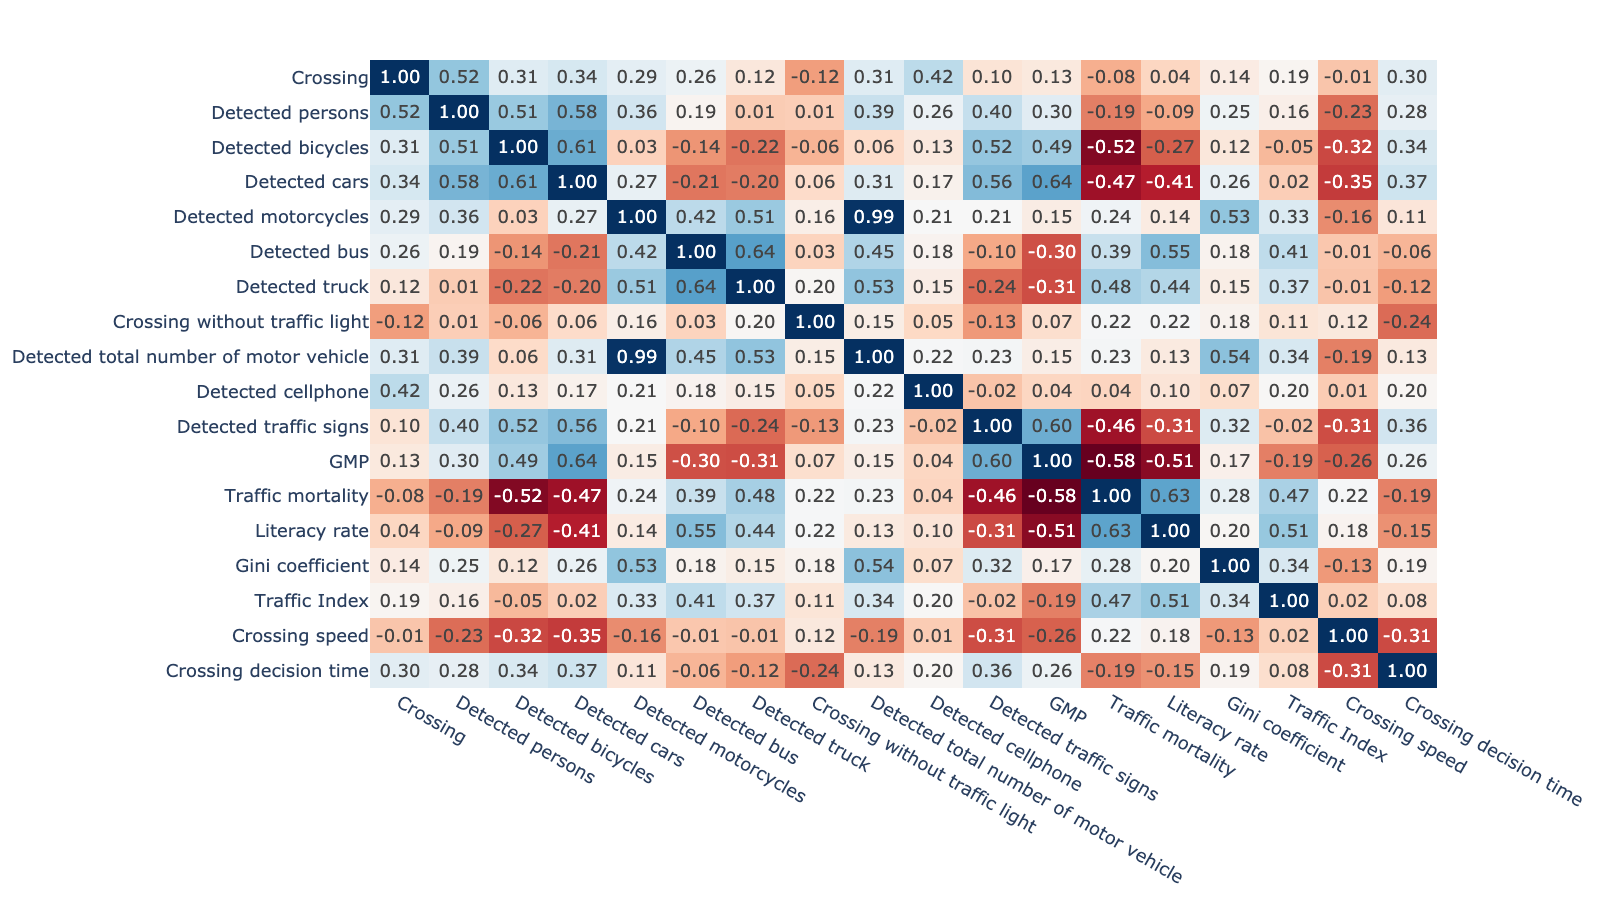 Crossing 1.00 0.52 0.31 0.34 0.29 0.26 0.12 -0.12 0.31 0.42 0.10 0.13 -0.08 0.04 0.14 0.19 -0.01 0.30
Detected persons 0.52 1.00 0.51 0.58 0.36 0.19 0.01 0.01 0.39 0.26 0.40 0.30 -0.19 -0.09 0.25 0.16 -0.23 0.28
Detected bicycles 0.31 0.51 1.00 0.61 0.03 -0.14 -0.22 -0.06 0.06 0.13 0.52 0.49 -0.52 -0.27 0.12 -0.05 -0.32 0.34
Detected cars 0.34 0.58 0.61 1.00 0.27 -0.21 -0.20 0.06 0.31 0.17 0.56 0.64 -0.47 -0.41 0.26 0.02 -0.35 0.37
Detected motorcycles 0.29 0.36 0.03 0.27 1.00 0.42 0.51 0.16 0.99 0.21 0.21 0.15 0.24 0.14 0.53 0.33 -0.16 0.11
Detected bus 0.26 0.19 -0.14 -0.21 0.42 1.00 0.64 0.03 0.45 0.18 -0.10 -0.30 0.39 0.55 0.18 0.41 -0.01 -0.06
Detected truck 0.12 0.01 -0.22 -0.20 0.51 0.64 1.00 0.20 0.53 0.15 -0.24 -0.31 0.48 0.44 0.15 0.37 -0.01 -0.12
Crossing without traffic light -0.12 0.01 -0.06 0.06 0.16 0.03 0.20 1.00 0.15 0.05 -0.13 0.07 0.22 0.22 0.18 0.11 0.12 -0.24
Detected total number of motor vehicle 0.31 0.39 0.06 0.31 0.99 0.45 0.53 0.15 1.00 0.22 0.23 0.15 0.23 0.13 0.54 0.34 -0.19 0.13
Detected cellphone 0.42 0.26 0.13 0.17 0.21 0.18 0.15 0.05 0.22 1.00 -0.02 0.04 0.04 0.10 0.07 0.20 0.01 0.20
Detected traffic signs 0.10 0.40 0.52 0.56 0.21 -0.10 -0.24 -0.13 0.23 -0.02 1.00 0.60 -0.46 -0.31 0.32 -0.02 -0.31 0.36
GMP 0.13 0.30 0.49 0.64 0.15 -0.30 -0.31 0.07 0.15 0.04 0.60 1.00 -0.58 -0.51 0.17 -0.19 -0.26 0.26
Traffic mortality -0.08 -0.19 -0.52 -0.47 0.24 0.39 0.48 0.22 0.23 0.04 -0.46 -0.58 1.00 0.63 0.28 0.47 0.22 -0.19
Literacy rate 0.04 -0.09 -0.27 -0.41 0.14 0.55 0.44 0.22 0.13 0.10 -0.31 -0.51 0.63 1.00 0.20 0.51 0.18 -0.15
Gini coefficient 0.14 0.25 0.12 0.26 0.53 0.18 0.15 0.18 0.54 0.07 0.32 0.17 0.28 0.20 1.00 0.34 -0.13 0.19
Traffic Index 0.19 0.16 -0.05 0.02 0.33 0.41 0.37 0.11 0.34 0.20 -0.02 -0.19 0.47 0.51 0.34 1.00 0.02 0.08
Crossing speed -0.01 -0.23 -0.32 -0.35 -0.16 -0.01 -0.01 0.12 -0.19 0.01 -0.31 -0.26 0.22 0.18 -0.13 0.02 1.00 -0.31
Crossing decision time 0.30 0.28 0.34 0.37 0.11 -0.06 -0.12 -0.24 0.13 0.20 0.36 0.26 -0.19 -0.15 0.19 0.08 -0.31 1.00
Crossing
Detected persons
Detected bicycles
Detected cars
Detected motorcycles
Detected bus
Detected truck
Crossing without traffic light
Detected total number of motor vehicle
Detected cellphone
Detected traffic signs
GMP
Traffic mortality
Literacy rate
Gini coefficient
Traffic Index
Crossing speed
Crossing decision time